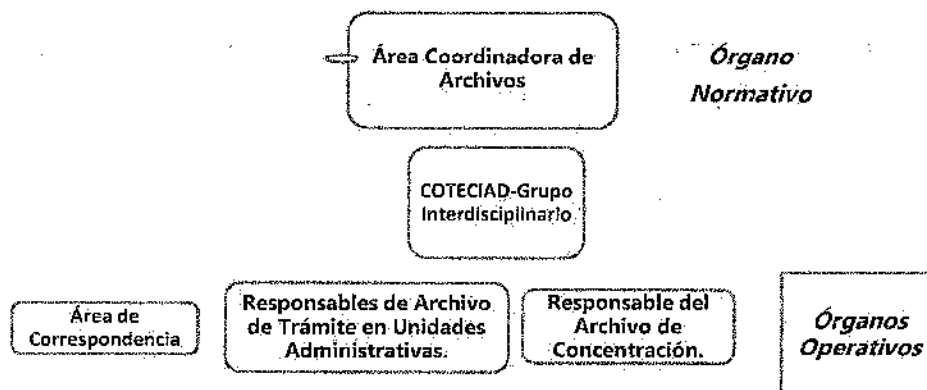 Área Coordinadora de
Archivos
Órgano
Normativo
COTECIAD-Grupo
Interdisciplinario
Área de
Correspondencia
Responsables de Archivo
de Trámite en Unidades
Administrativas.
Responsable del
Archivo de
Concentración.
Órganos
Operativos